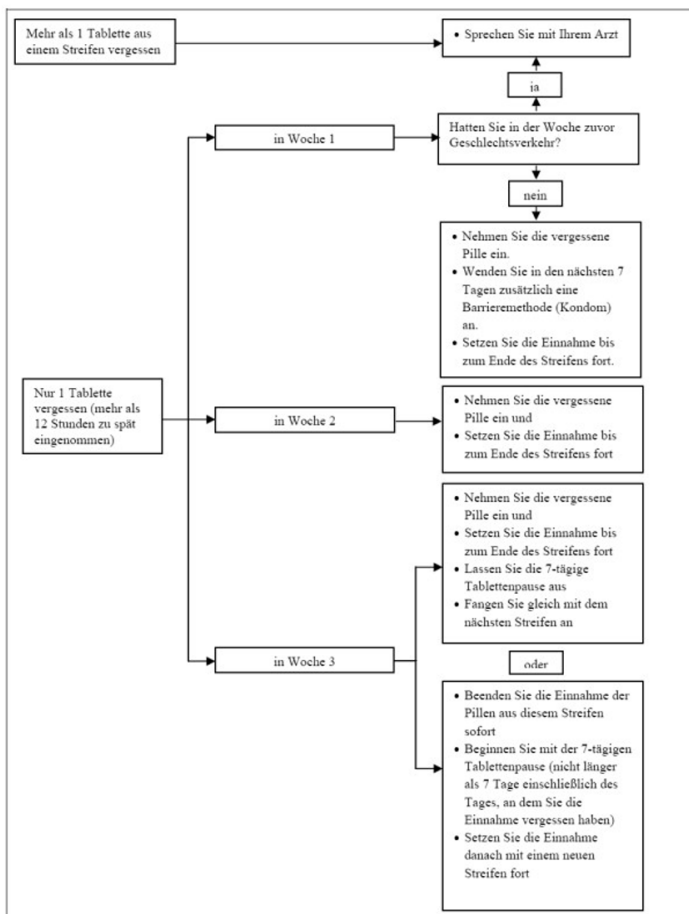 Mehr als 1 Tablette aus
einem Streifen vergessen
• Sprechen Sie mit Ihrem Arzt
ja
in Woche 1
Hatten Sie in der Woche zuvor
Geschlechtsverkehr?
nein
• Nehmen Sie die vergessene
Pille ein.
• Wenden Sie in den nächsten 7
Tagen zusätzlich eine
Barrieremethode (Kondom)
an.
• Setzen Sie die Einnahme bis
zum Ende des Streifens fort.
Nur 1 Tablette
vergessen (mehr als
12 Stunden zu spät
eingenommen)
in Woche 2
• Nehmen Sie die vergessene
Pille ein und
• Setzen Sie die Einnahme bis
zum Ende des Streifens fort
in Woche 3
• Nehmen Sie die vergessene
Pille ein und
• Setzen Sie die Einnahme bis
zum Ende des Streifens fort
• Lassen Sie die 7-tägige
Tablettenpause aus
• Fangen Sie gleich mit dem
nächsten Streifen an
oder
• Beenden Sie die Einnahme der
Pillen aus diesem Streifen
sofort
• Beginnen Sie mit der 7-tägigen
Tablettenpause (nicht länger
als 7 Tage einschließlich des
Tages, an dem Sie die
Einnahme vergessen haben)
• Setzen Sie die Einnahme
danach mit einem neuen
Streifen fort